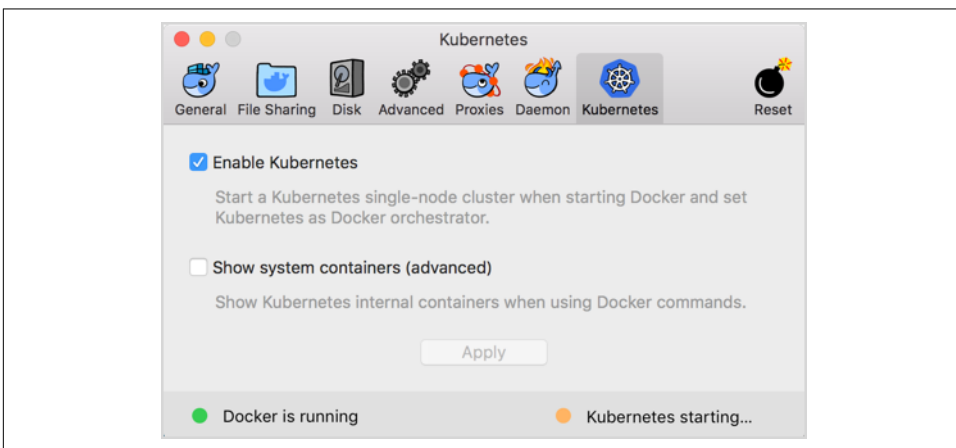 Kubernetes
General File Sharing Disk Advanced Proxies Daemon Kubernetes Reset
Enable Kubernetes
Start a Kubernetes single-node cluster when starting Docker and set
Kubernetes as Docker orchestrator.
Show system containers (advanced)
Show Kubernetes internal containers when using Docker commands.
Apply
Docker is running Kubernetes starting...